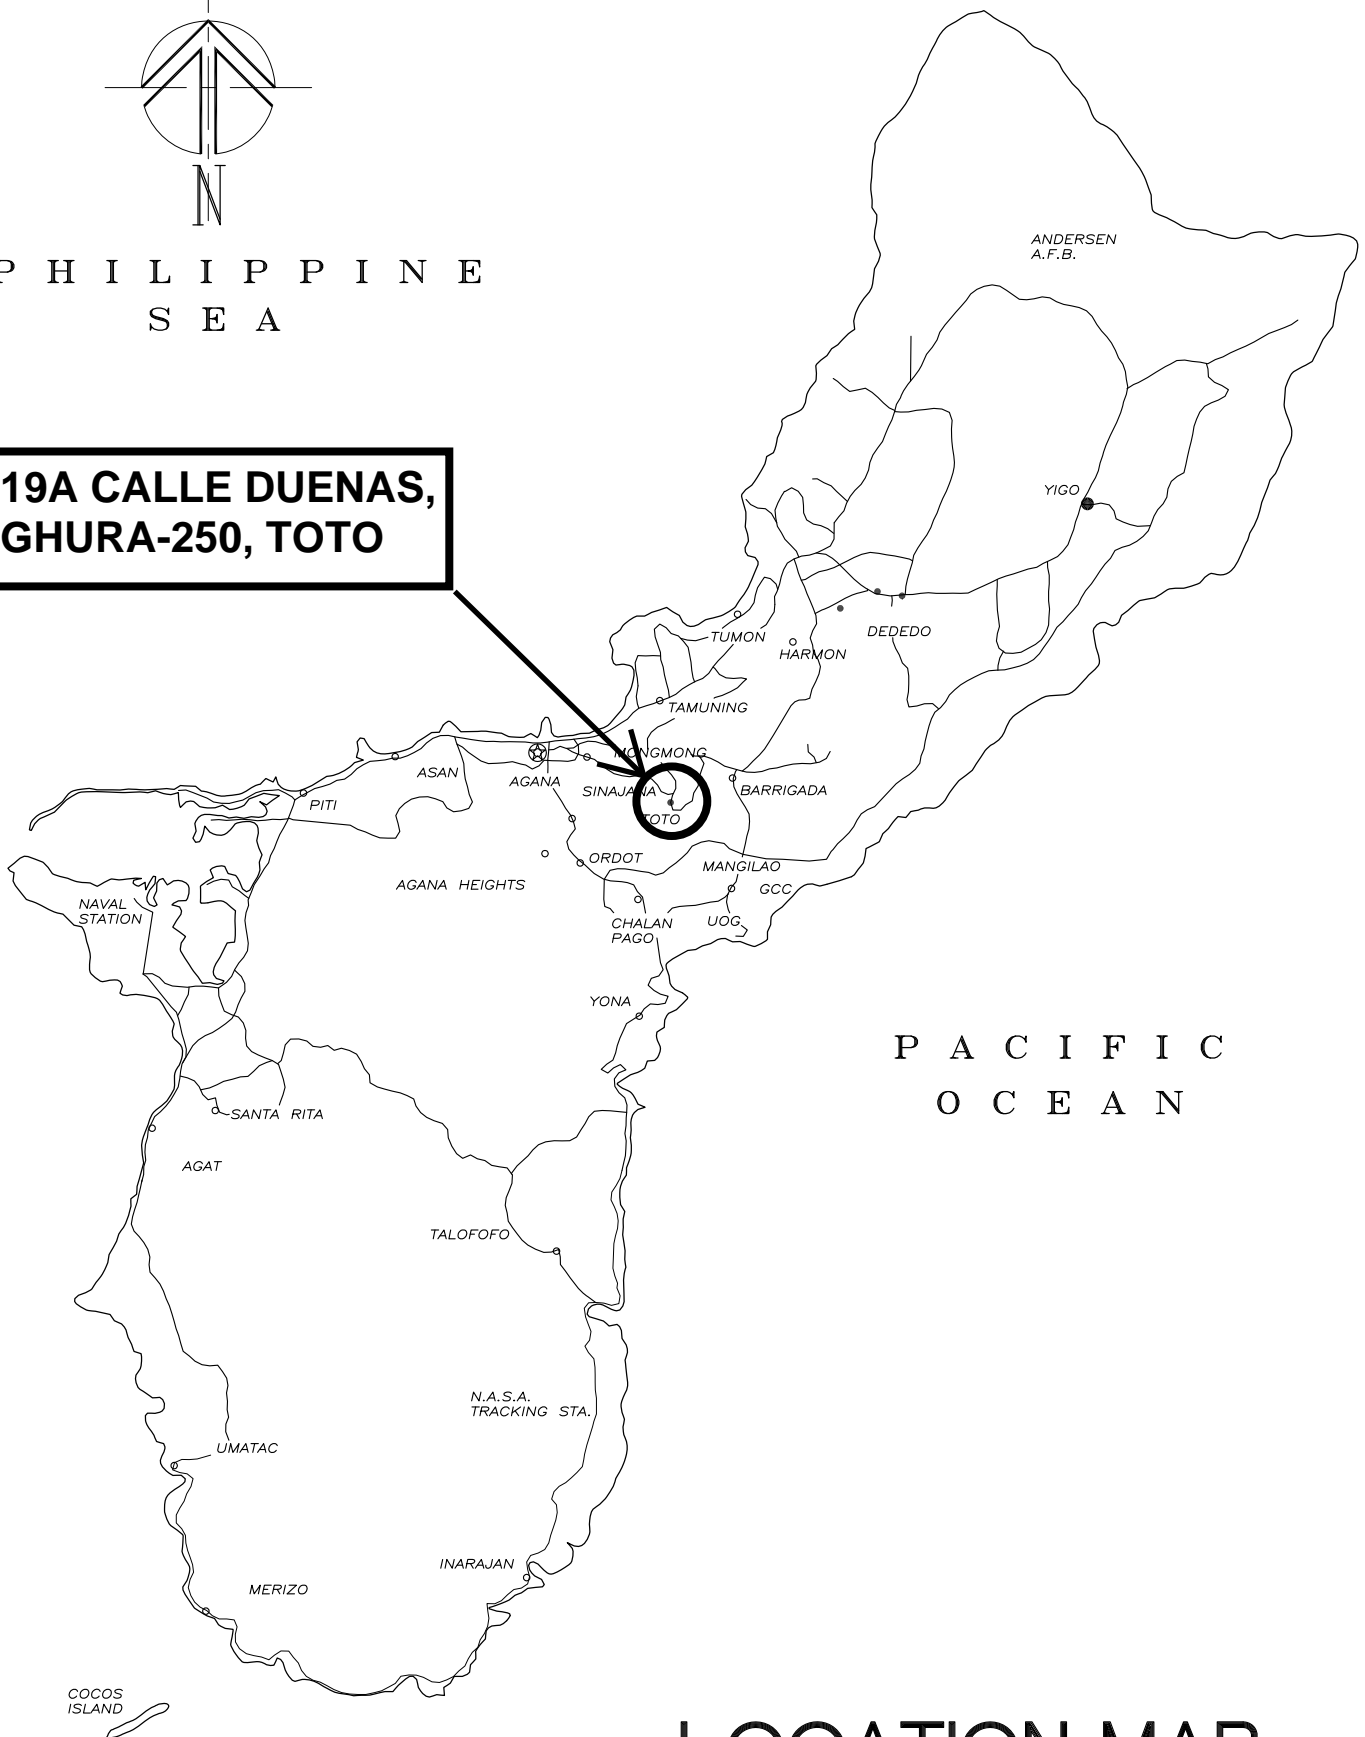 N
PHILIPPINE
SEA
ANDERSEN
A.F.B.
19A CALLE DUENAS,
GHURA-250, TOTO
YIGO
TUMON
DEDEDO
HARMON
TAMUNING
MONGMONG
ASAN
AGANA
SINAJANA
BARRIGADA
PITI
TOTO
ORDOT
MANGILAO
AGANA HEIGHTS
GCC
NAVAL
STATION
CHALAN
PAGO
UOG
YONA
PACIFIC
OCEAN
SANTA RITA
AGAT
TALOFOFO
N.A.S.A.
TRACKING STA.
UMATAC
INARAJAN
MERIZO
COCOS
ISLAND
LOCATION MAP